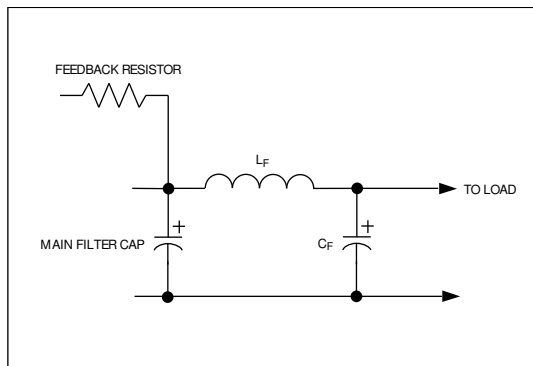 FEEDBACK RESISTOR
LF
TO LOAD
+
+
MAIN FILTER CAP
CF